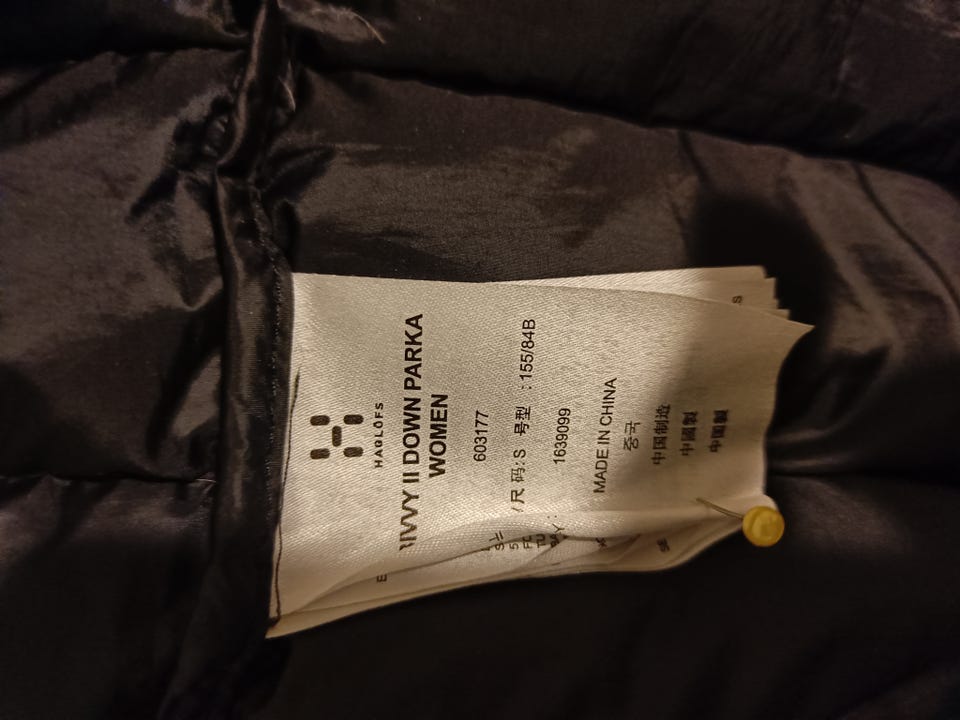 HAGLÖFS
II DOWN PARKA
WOMEN
603177
/尺 码: S 号型 : 155/84B
1639099
MADE IN CHINA
중국
中国制造
中國製
中国製